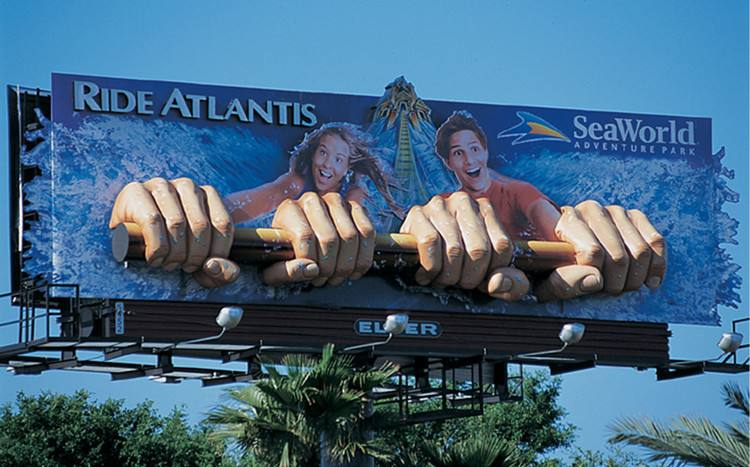 RIDE ATLANTIS
SeaWorld
ADVENTURE PARK
ELLER